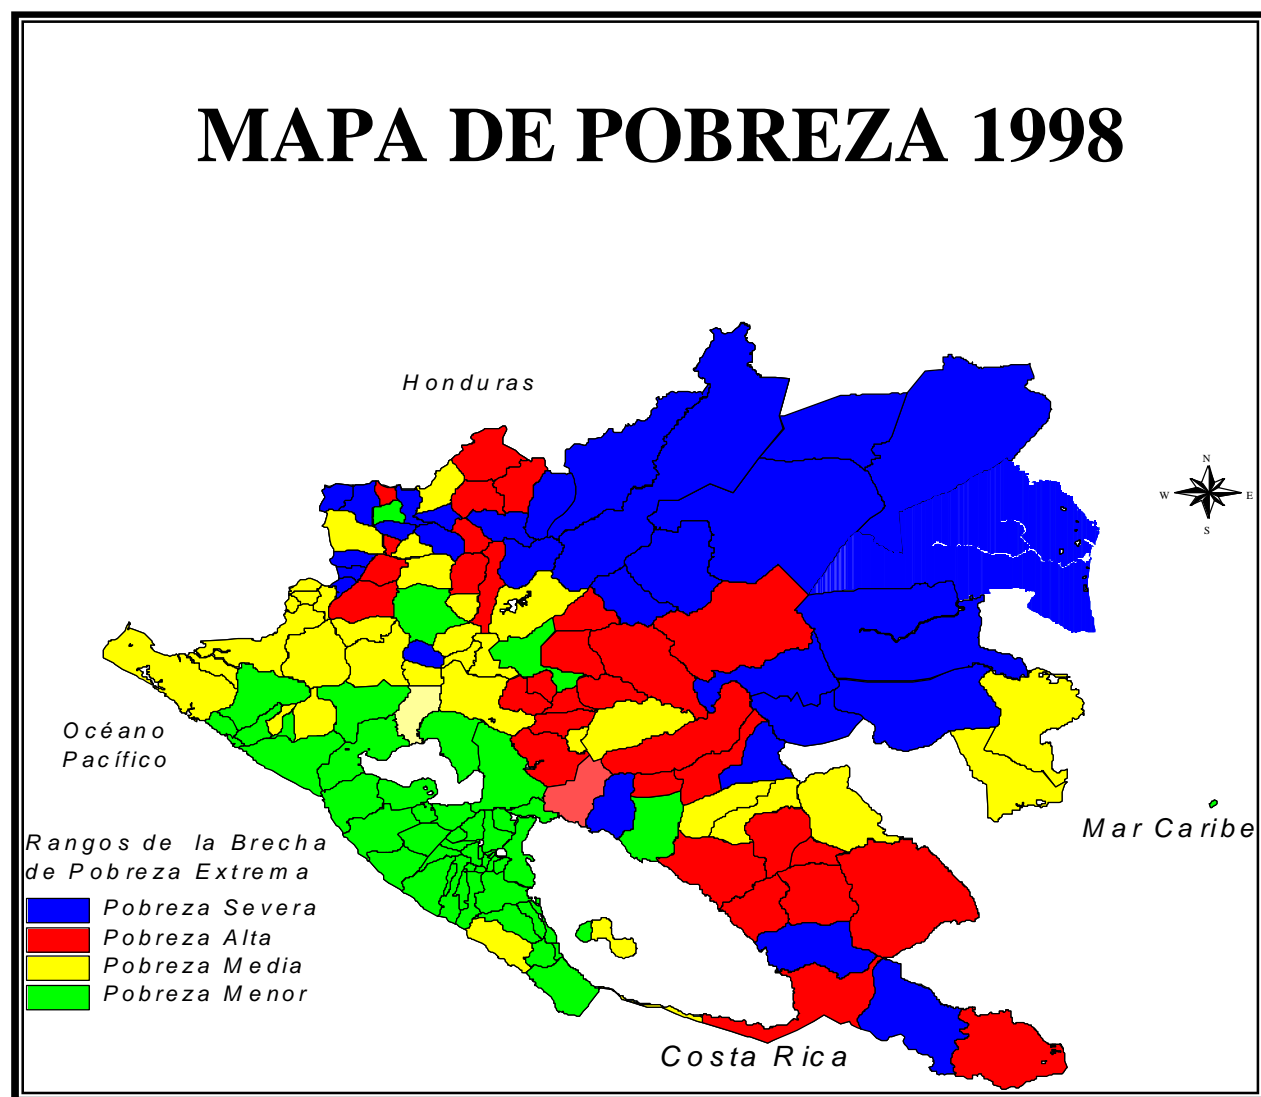 MAPA DE POBREZA 1998
Honduras
N
W E
S
Océano
Pacífico
Mar Caribe
Rangos de la Brecha
de Pobreza Extrema
Pobreza Severa
Pobreza Alta
Pobreza Media
Pobreza Menor
Costa Rica